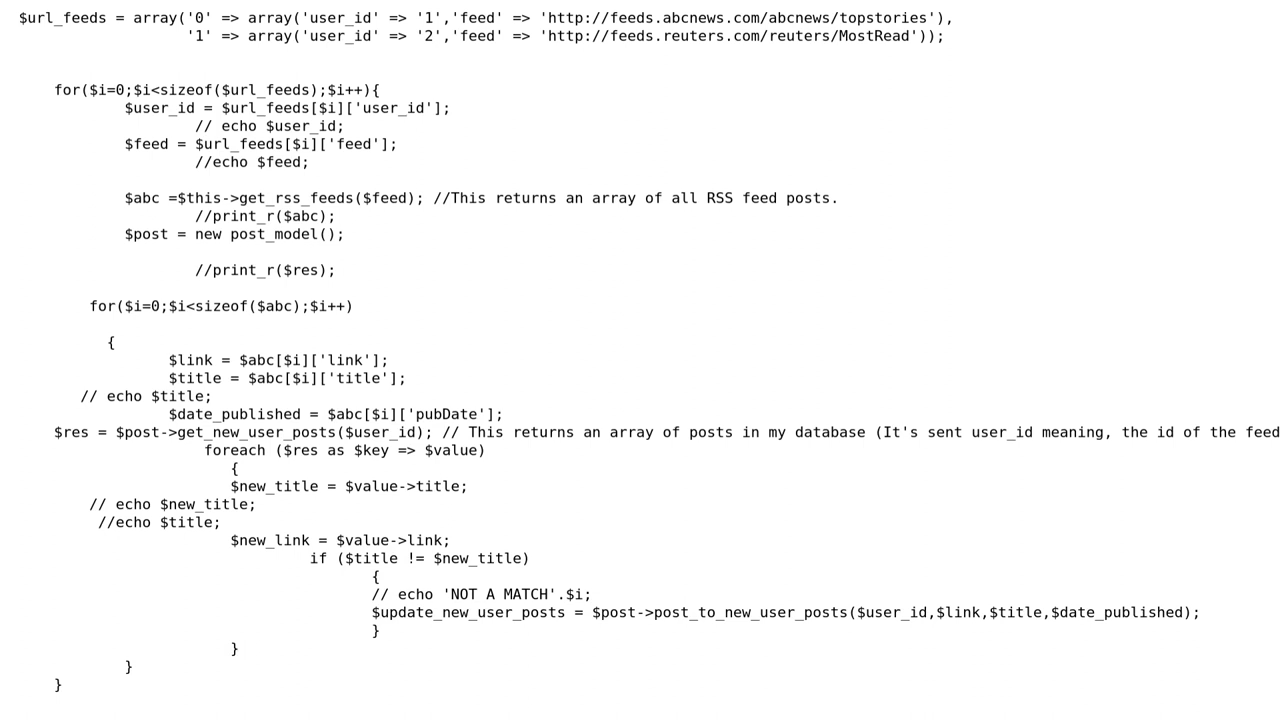 $url_feeds = array('0' => array('user_id' => '1','feed' => 'http://feeds.abcnews.com/abcnews/topstories'),
'1' => array('user_id' => '2','feed' => 'http://feeds.reuters.com/reuters/MostRead'));
for($i=0;$i<sizeof($url_feeds);$i++){
$user_id = $url_feeds[$i]['user_id'];
// echo $user_id;
$feed = $url_feeds[$i]['feed'];
//echo $feed;
$abc =$this->get_rss_feeds($feed); //This returns an array of all RSS feed posts.
//print_r($abc);
$post = new post_model();
//print_r($res);
for($i=0;$i<sizeof($abc);$i++)
{
$link = $abc[$i]['link'];
$title = $abc[$i]['title'];
// echo $title;
$date_published = $abc[$i]['pubDate'];
$res = $post->get_new_user_posts($user_id); // This returns an array of posts in my database (It's sent user_id meaning, the id of the feed
foreach ($res as $key => $value)
{
$new_title = $value->title;
// echo $new_title;
//echo $title;
$new_link = $value->link;
if ($title != $new_title)
{
// echo 'NOT A MATCH'.$i;
$update_new_user_posts = $post->post_to_new_user_posts($user_id,$link,$title,$date_published);
}
}
}
}